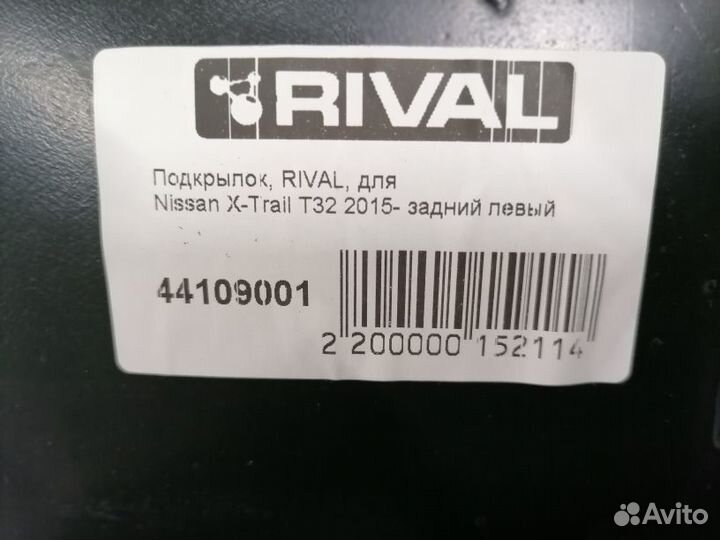 RIVAL
Подкрылок, RIVAL, для
Nissan X-Trail T32 2015- задний левый
44109001
2 200000 152114
Avito